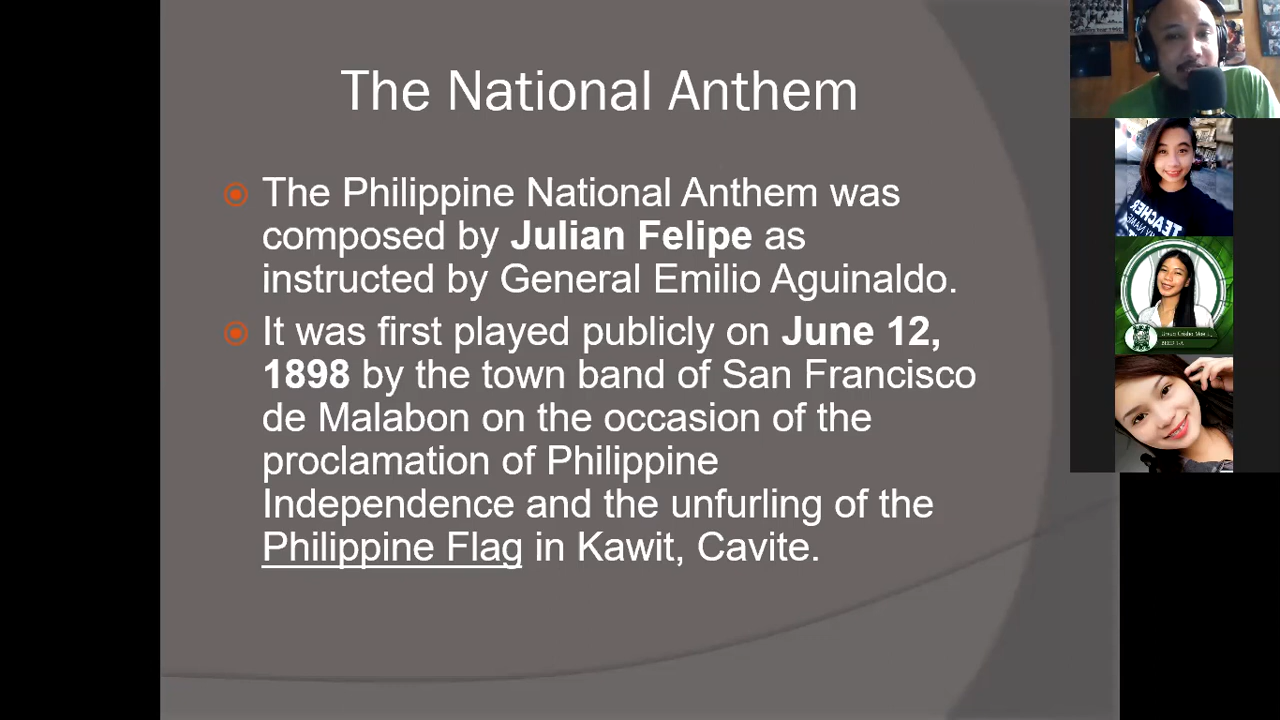 The National Anthem
The Philippine National Anthem was
composed by Julian Felipe as
instructed by General Emilio Aguinaldo.
It was first played publicly on June 12,
1898 by the town band of San Francisco
de Malabon on the occasion of the
proclamation of Philippine
Independence and the unfurling of the
Philippine Flag in Kawit, Cavite.
TEACHER
MY NAME